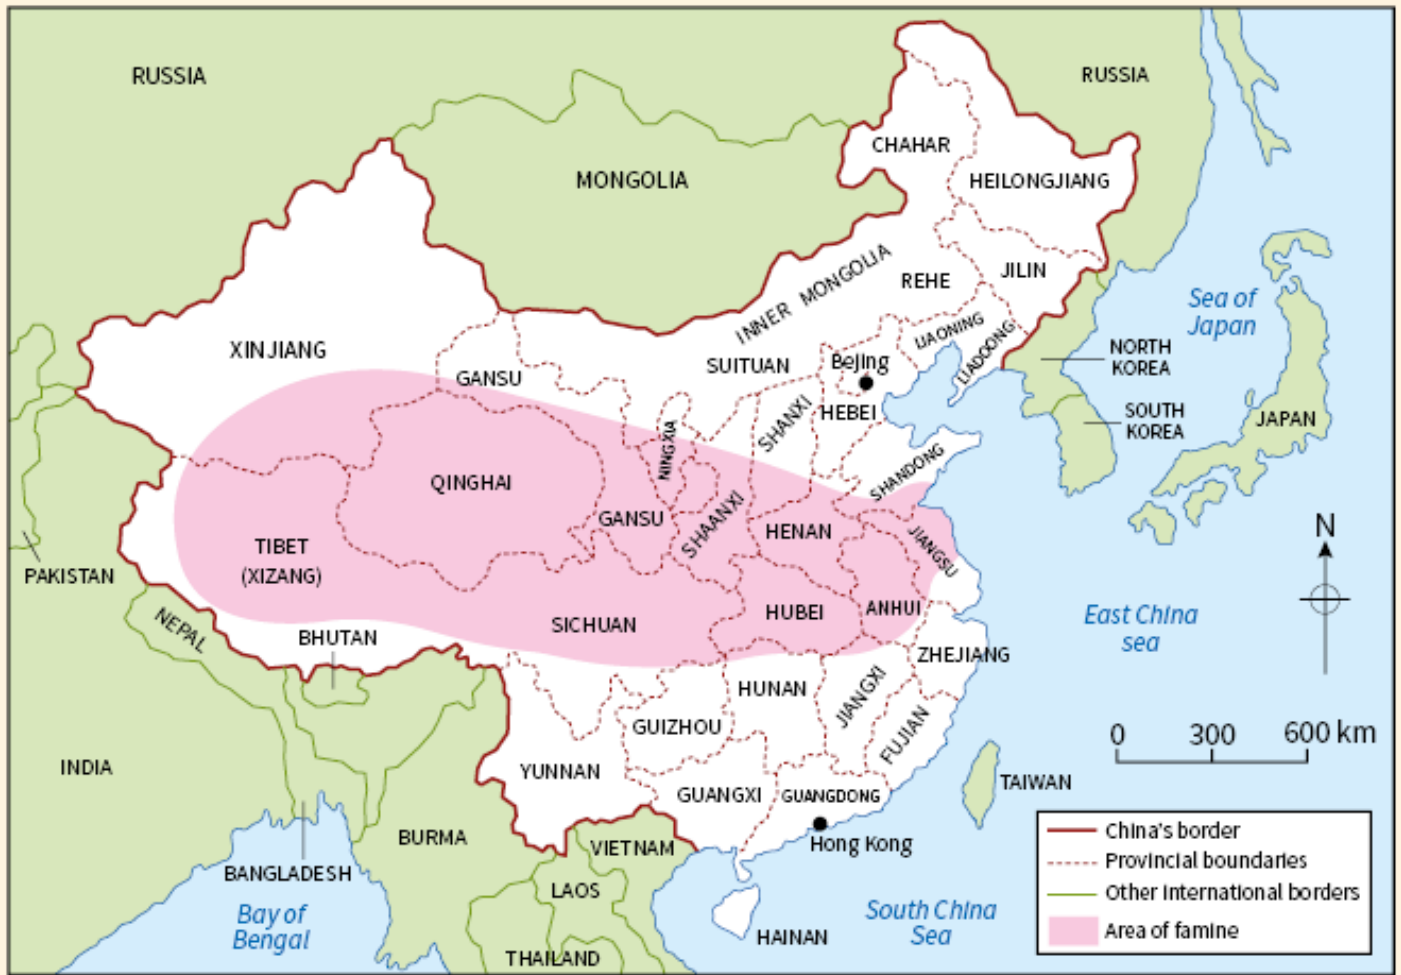 RUSSIA
RUSSIA
CHAHAR
MONGOLIA
HEILONGJIANG
INNER MONGOLIA
REHE
JILIN
Sea of
Japan
XINJIANG
LIAONING
LIADOONG
NORTH
KOREA
SUITUAN
BeIjing
GANSU
SHANXI
HEBEI
SOUTH
KOREA
JAPAN
NINGXIA
SHANDONG
QINGHAI
GANSU
SHAANXI
HENAN
JIANGSU
N
TIBET
(XIZANG)
PAKISTAN
NEPAL
BHUTAN
SICHUAN
HUBEI
ANHUI
East China
sea
ZHEJIANG
HUNAN
JIANGXI
GUIZHOU
FUJIAN
0 300 600 km
INDIA
YUNNAN
GUANGXI
GUANGDONG
TAIWAN
BURMA
VIETNAM
Hong Kong
BANGLADESH
LAOS
Bay of
Bengal
South China
Sea
HAINAN
THAILAND
China's border
Provincial boundaries
Other international borders
Area of famine